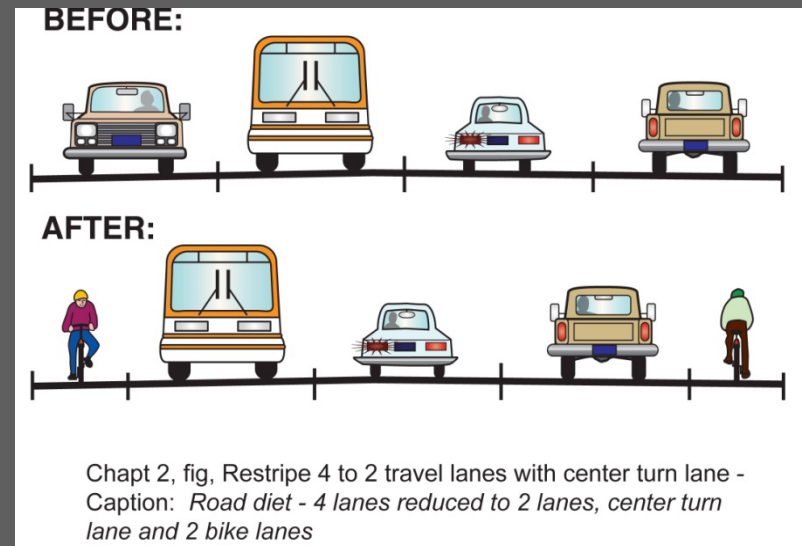 BEFORE:
AFTER:
Chapt 2, fig, Restripe 4 to 2 travel lanes with center turn lane -
Caption: Road diet - 4 lanes reduced to 2 lanes, center turn
lane and 2 bike lanes